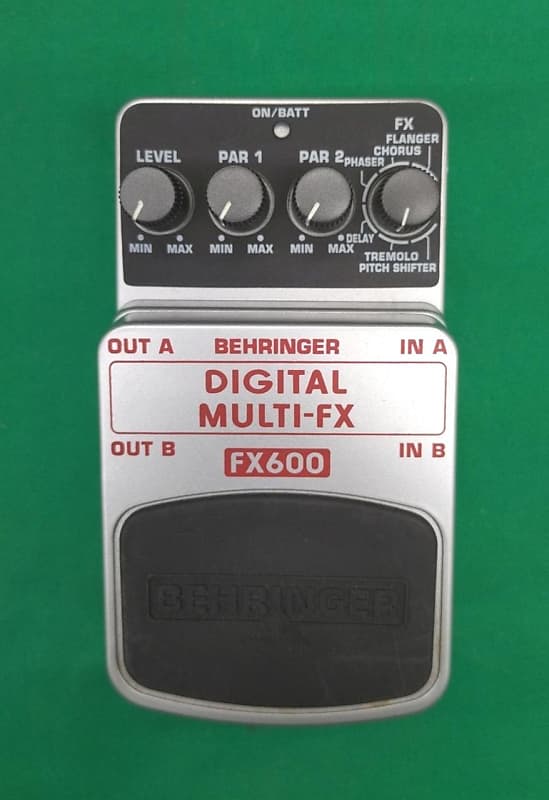 ON/BATT
FX
FLANGER
LEVEL PAR 1 PAR 2 CHORUS
PHASER
DELAY
MIN MAX MIN MAX MIN MAX
TREMOLO
PITCH SHIFTER
OUT A BEHRINGER IN A
DIGITAL
MULTI-FX
OUT B IN B
FX600
BEHRINGER